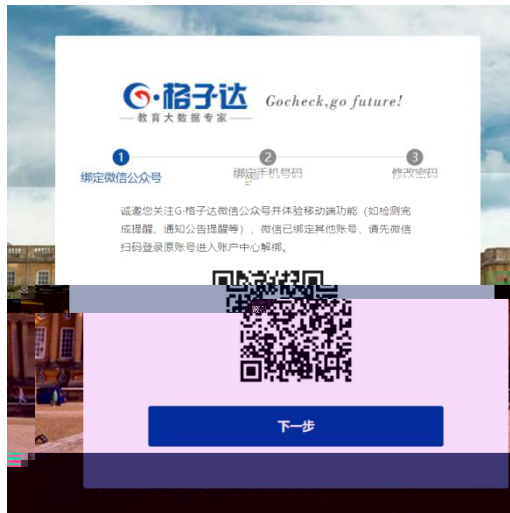 G·格子达
Gocheck,go future!
教育大数据专家
1 2 3
绑定微信公众号 绑定手机号码 修改密码
诚邀您关注G·格子达微信公众号并体验移动端功能（如检测完
成提醒、通知公告提醒等），微信已绑定其他账号，请先微信
扫码登录原账号进入账户中心解绑。
下一步